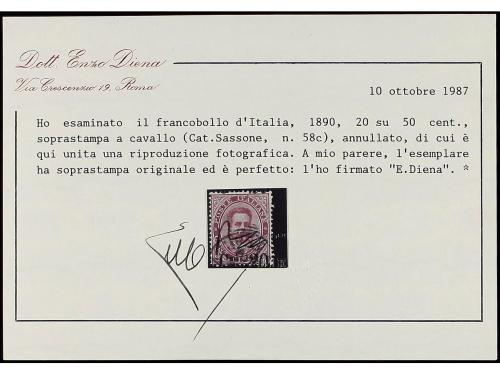 Dott. Enzo Diena
Via Crescenzio 19. Roma
10 ottobre 1987
Ho esaminato il francobollo d'Italia, 1890, 20 su 50 cent.,
soprastampa a cavallo (Cat.Sassone, n. 58c), annullato, di cui è
qui unita una riproduzione fotografica. A mio parere, l'esemplare
ha soprastampa originale ed è perfetto: l'ho firmato "E.Diena". *
POSTE ITALIANE